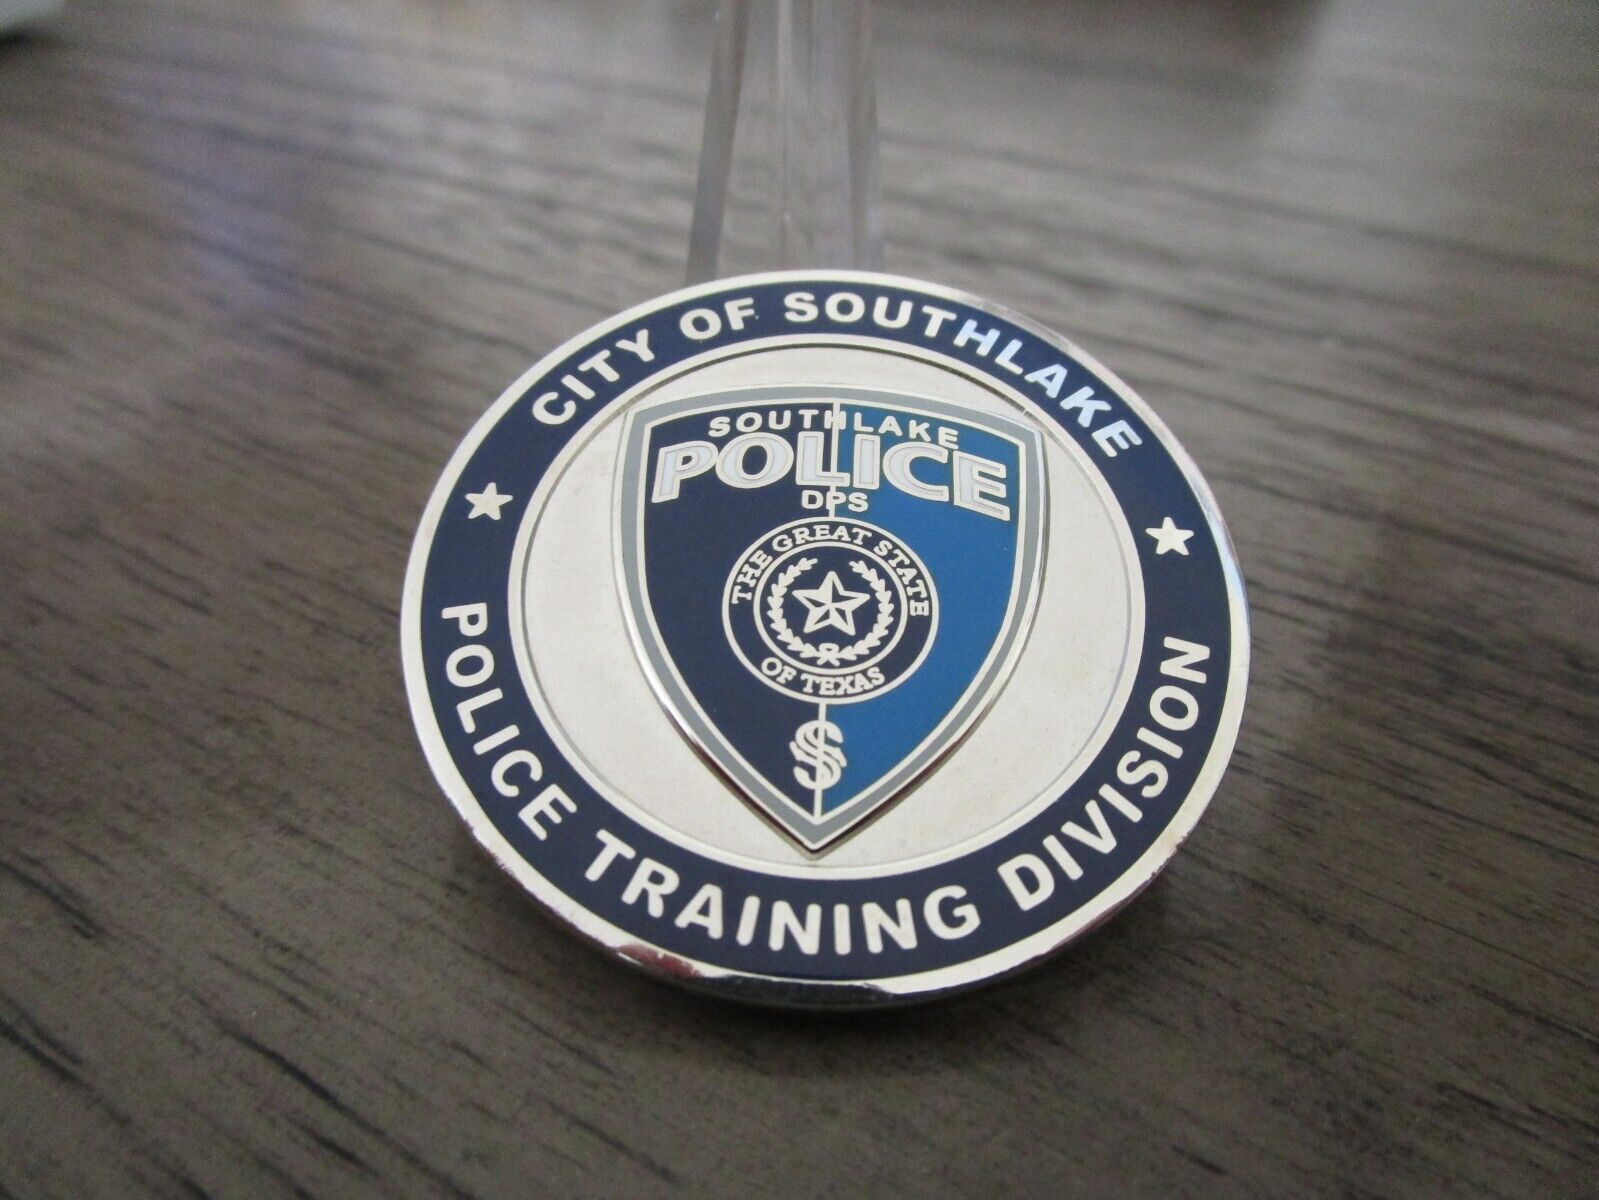 CITY OF SOUTHLAKE
SOUTHLAKE
POLICE
DPS
THE GREAT STATE
OF TEXAS
S
POLICE TRAINING DIVISION